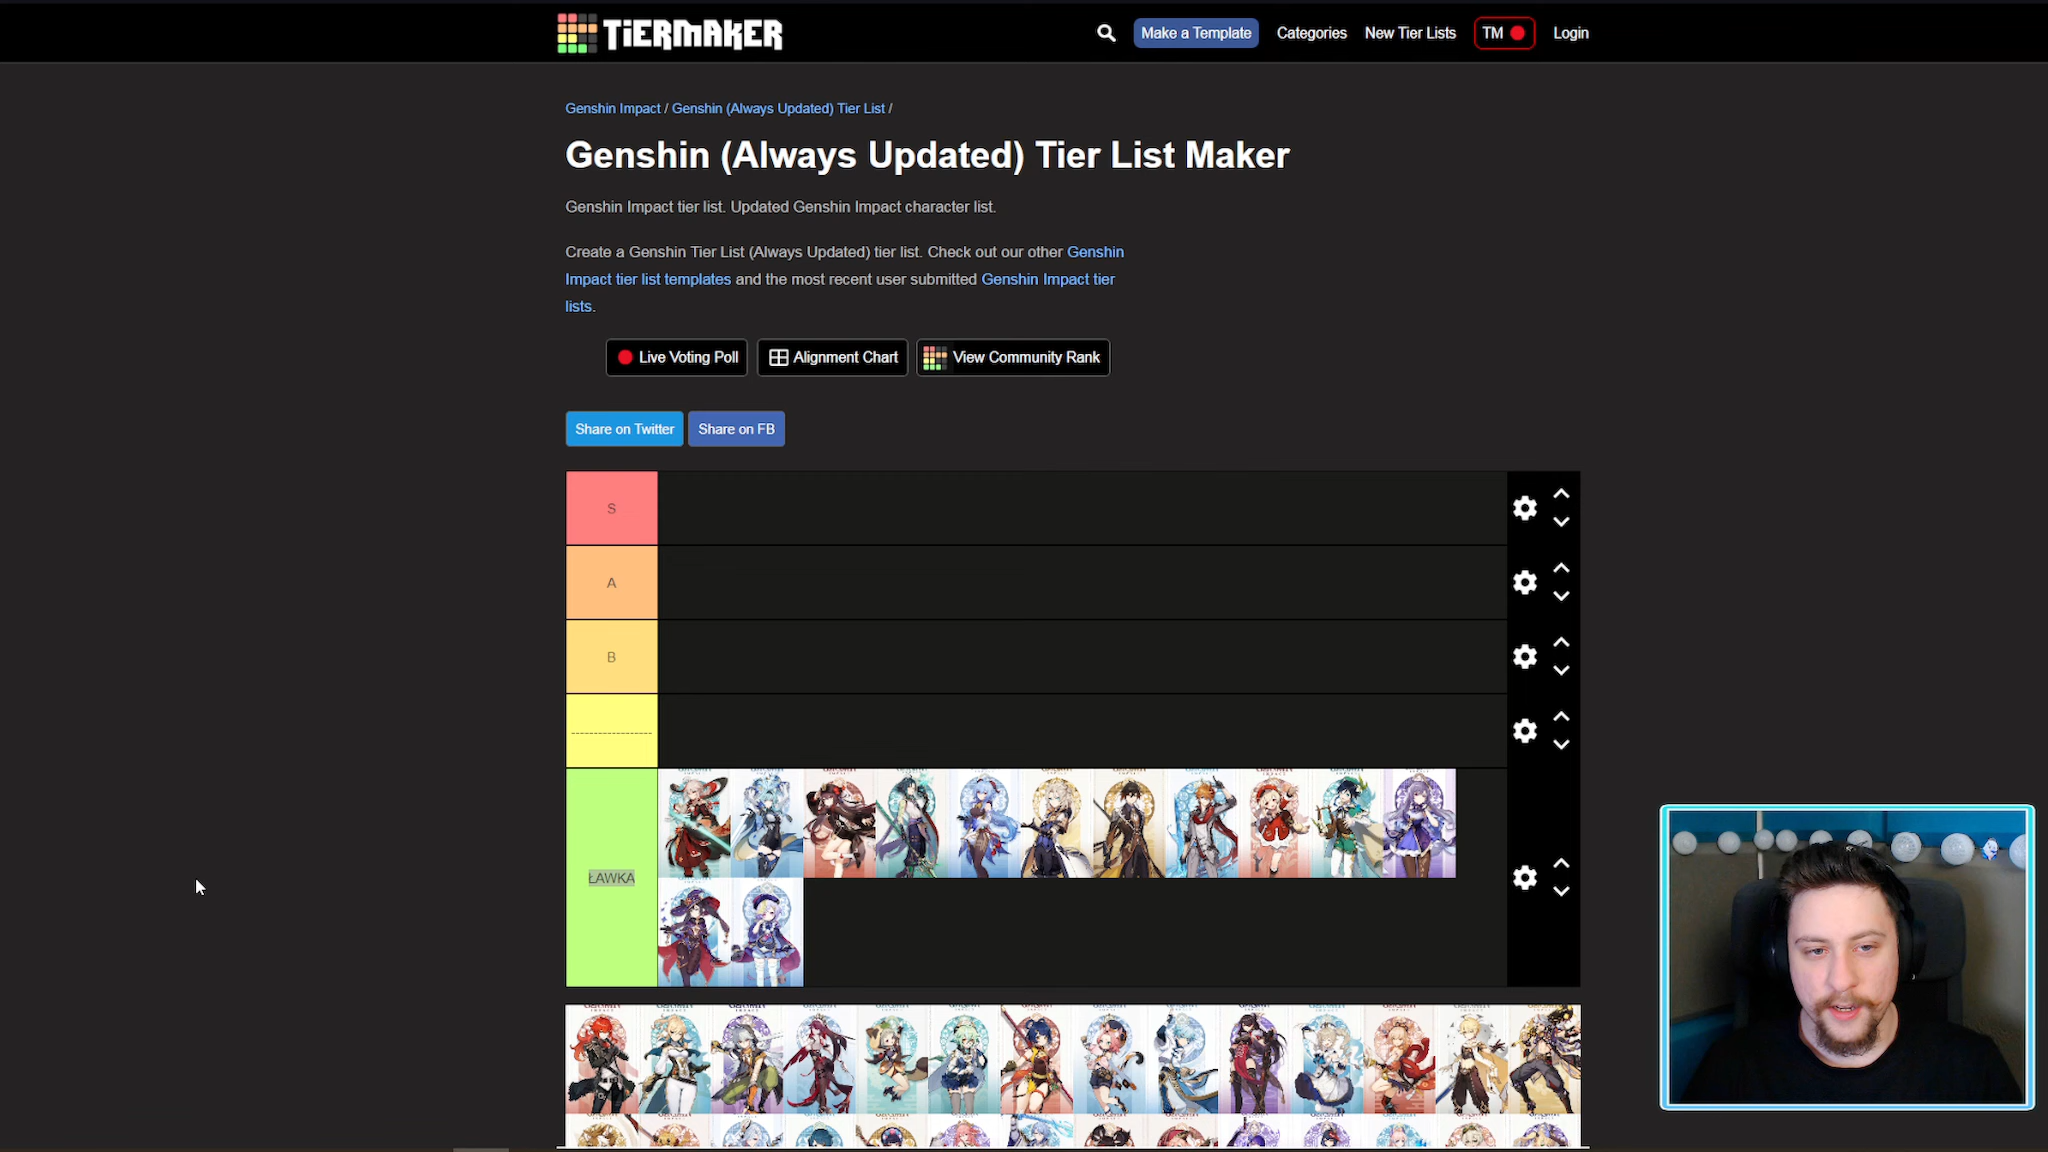 TiERMAKER
Make a Template
Categories
New Tier Lists
TM
Login
Genshin Impact / Genshin (Always Updated) Tier List /
Genshin (Always Updated) Tier List Maker
Genshin Impact tier list. Updated Genshin Impact character list.
Create a Genshin Tier List (Always Updated) tier list. Check out our other Genshin
Impact tier list templates and the most recent user submitted Genshin Impact tier
lists.
Live Voting Poll
Alignment Chart
View Community Rank
Share on Twitter
Share on FB
S
A
B
ŁAWKA